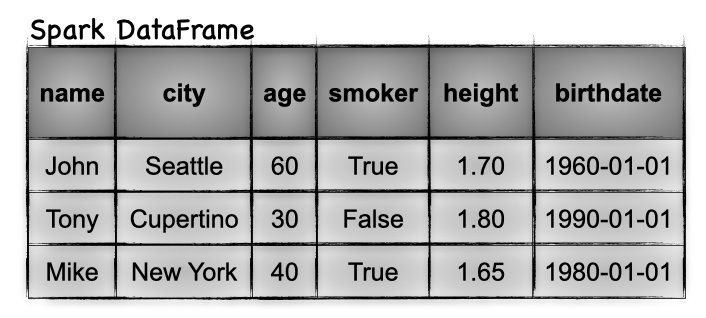 Spark DataFrame
name city age smoker height birthdate
John Seattle 60 True 1.70 1960-01-01
Tony Cupertino 30 False 1.80 1990-01-01
Mike New York 40 True 1.65 1980-01-01